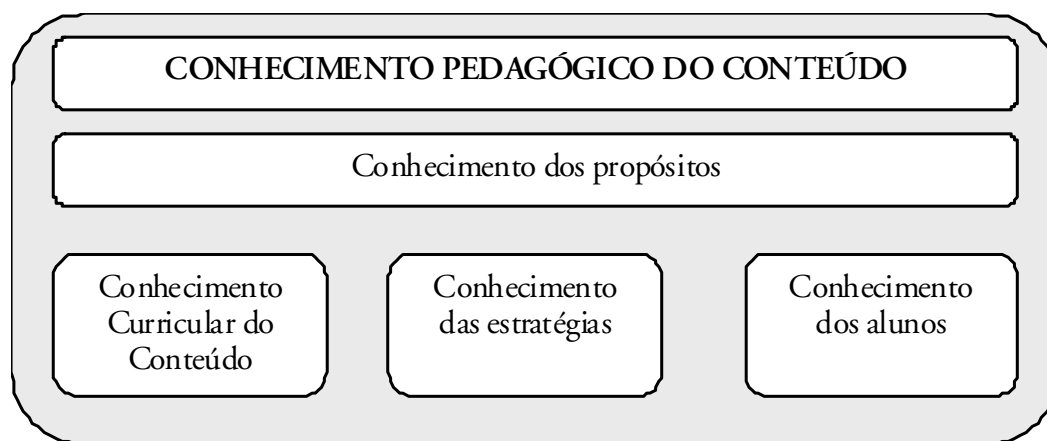 CONHECIMENTO PEDAGÓGICO DO CONTEÚDO
Conhecimento dos propósitos
Conhecimento
Curricular do
Conteúdo
Conhecimento
das estratégias
Conhecimento
dos alunos